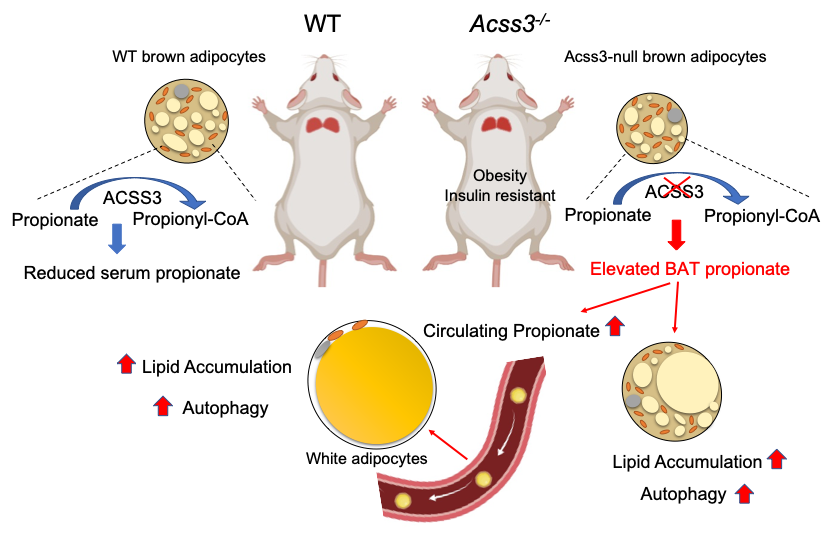 WT
Acss3-/-
WT brown adipocytes
Acss3-null brown adipocytes
ACSS3
Propionate
Propionyl-CoA
Reduced serum propionate
Obesity
Insulin resistant
ACSS3
Propionate
Propionyl-CoA
Elevated BAT propionate
Circulating Propionate
Lipid Accumulation
Autophagy
White adipocytes
Lipid Accumulation
Autophagy